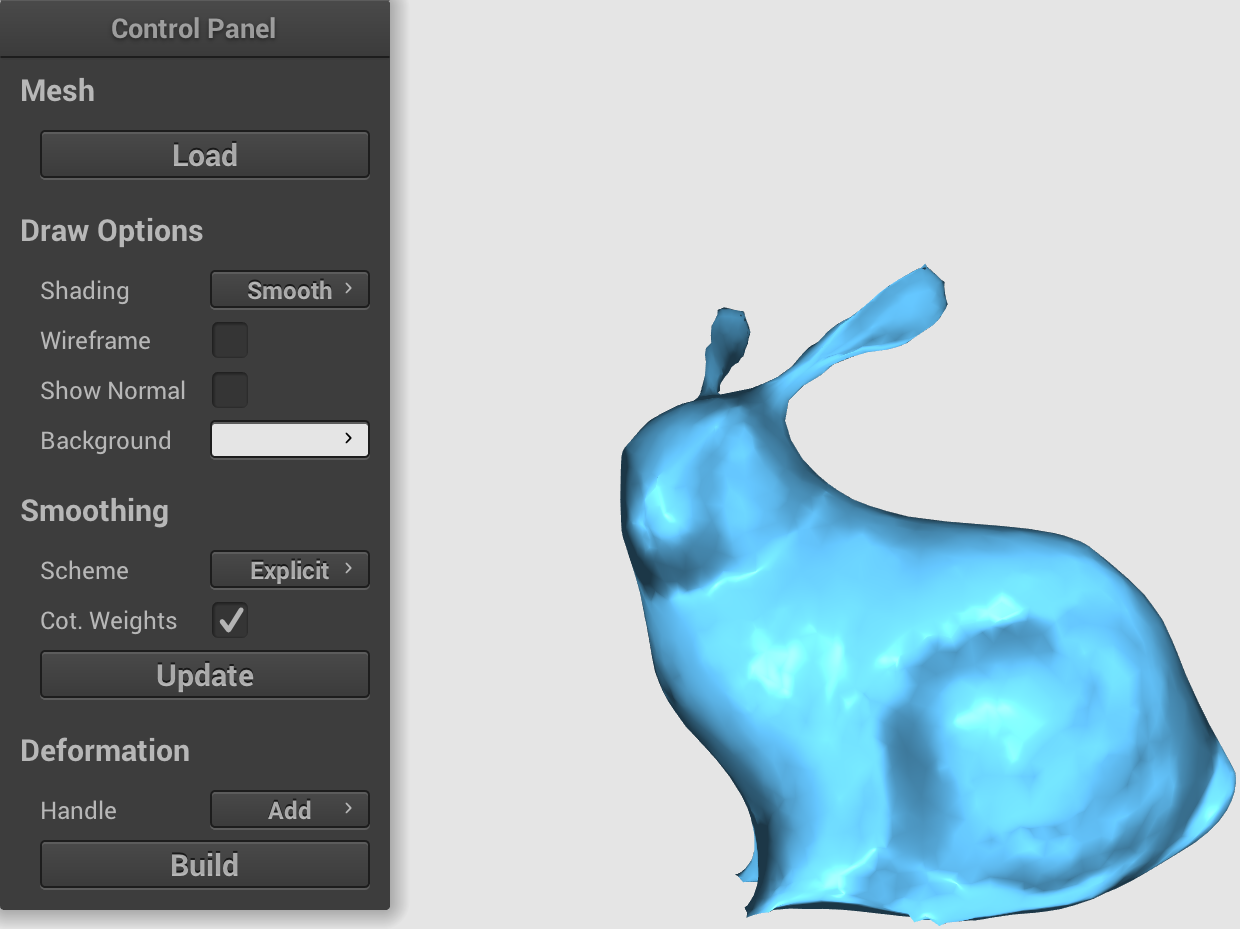 Control Panel
Mesh
Load
Draw Options
Shading Smooth
Wireframe
Show Normal
Background
Smoothing
Scheme Explicit
Cot. Weights
Update
Deformation
Handle Add
Build